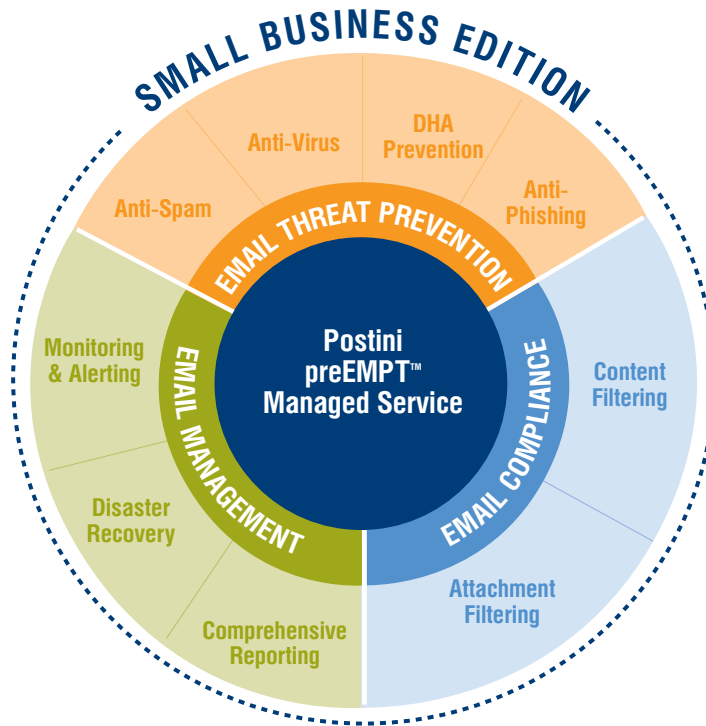 SMALL BUSINESS EDITION
Anti-Spam
Anti-Virus
DHA
Prevention
Anti-
Phishing
EMAIL THREAT PREVENTION
Postini
preEMPT™
Managed Service
EMAIL MANAGEMENT
Monitoring
& Alerting
Disaster
Recovery
Comprehensive
Reporting
EMAIL COMPLIANCE
Content
Filtering
Attachment
Filtering